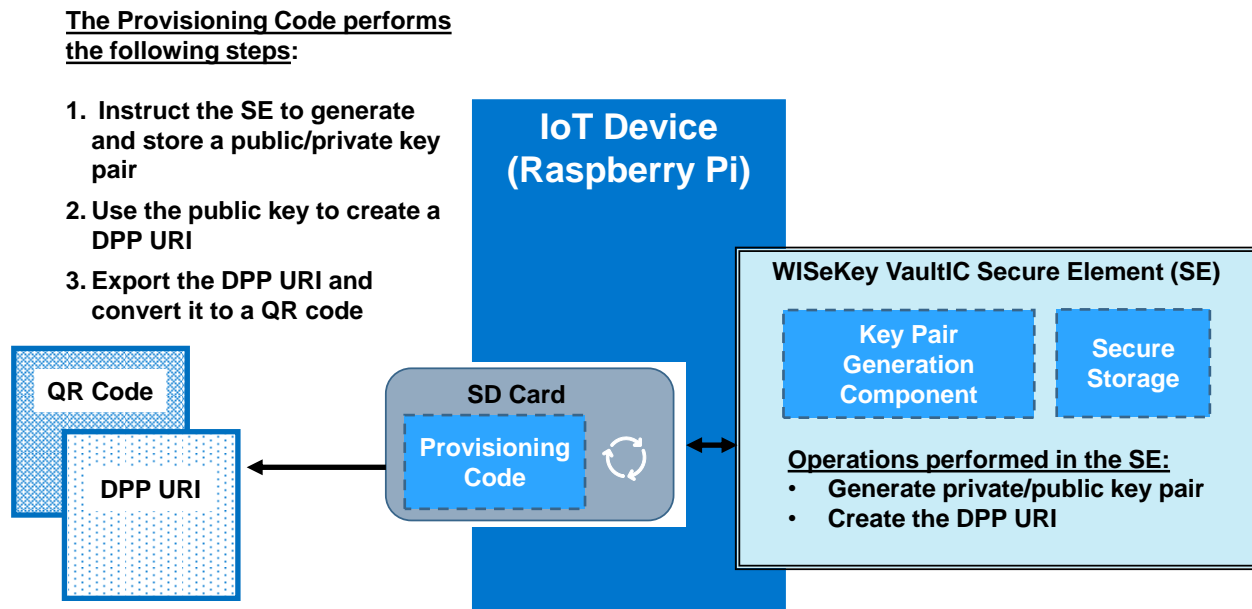 The Provisioning Code performs
the following steps:
1. Instruct the SE to generate
and store a public/private key
pair
2. Use the public key to create a
DPP URI
3. Export the DPP URI and
convert it to a QR code
IoT Device
(Raspberry Pi)
WISeKey VaultIC Secure Element (SE)
Key Pair
Generation
Component
Secure
Storage
QR Code
DPP URI
SD Card
Provisioning
Code
Operations performed in the SE:
• Generate private/public key pair
• Create the DPP URI